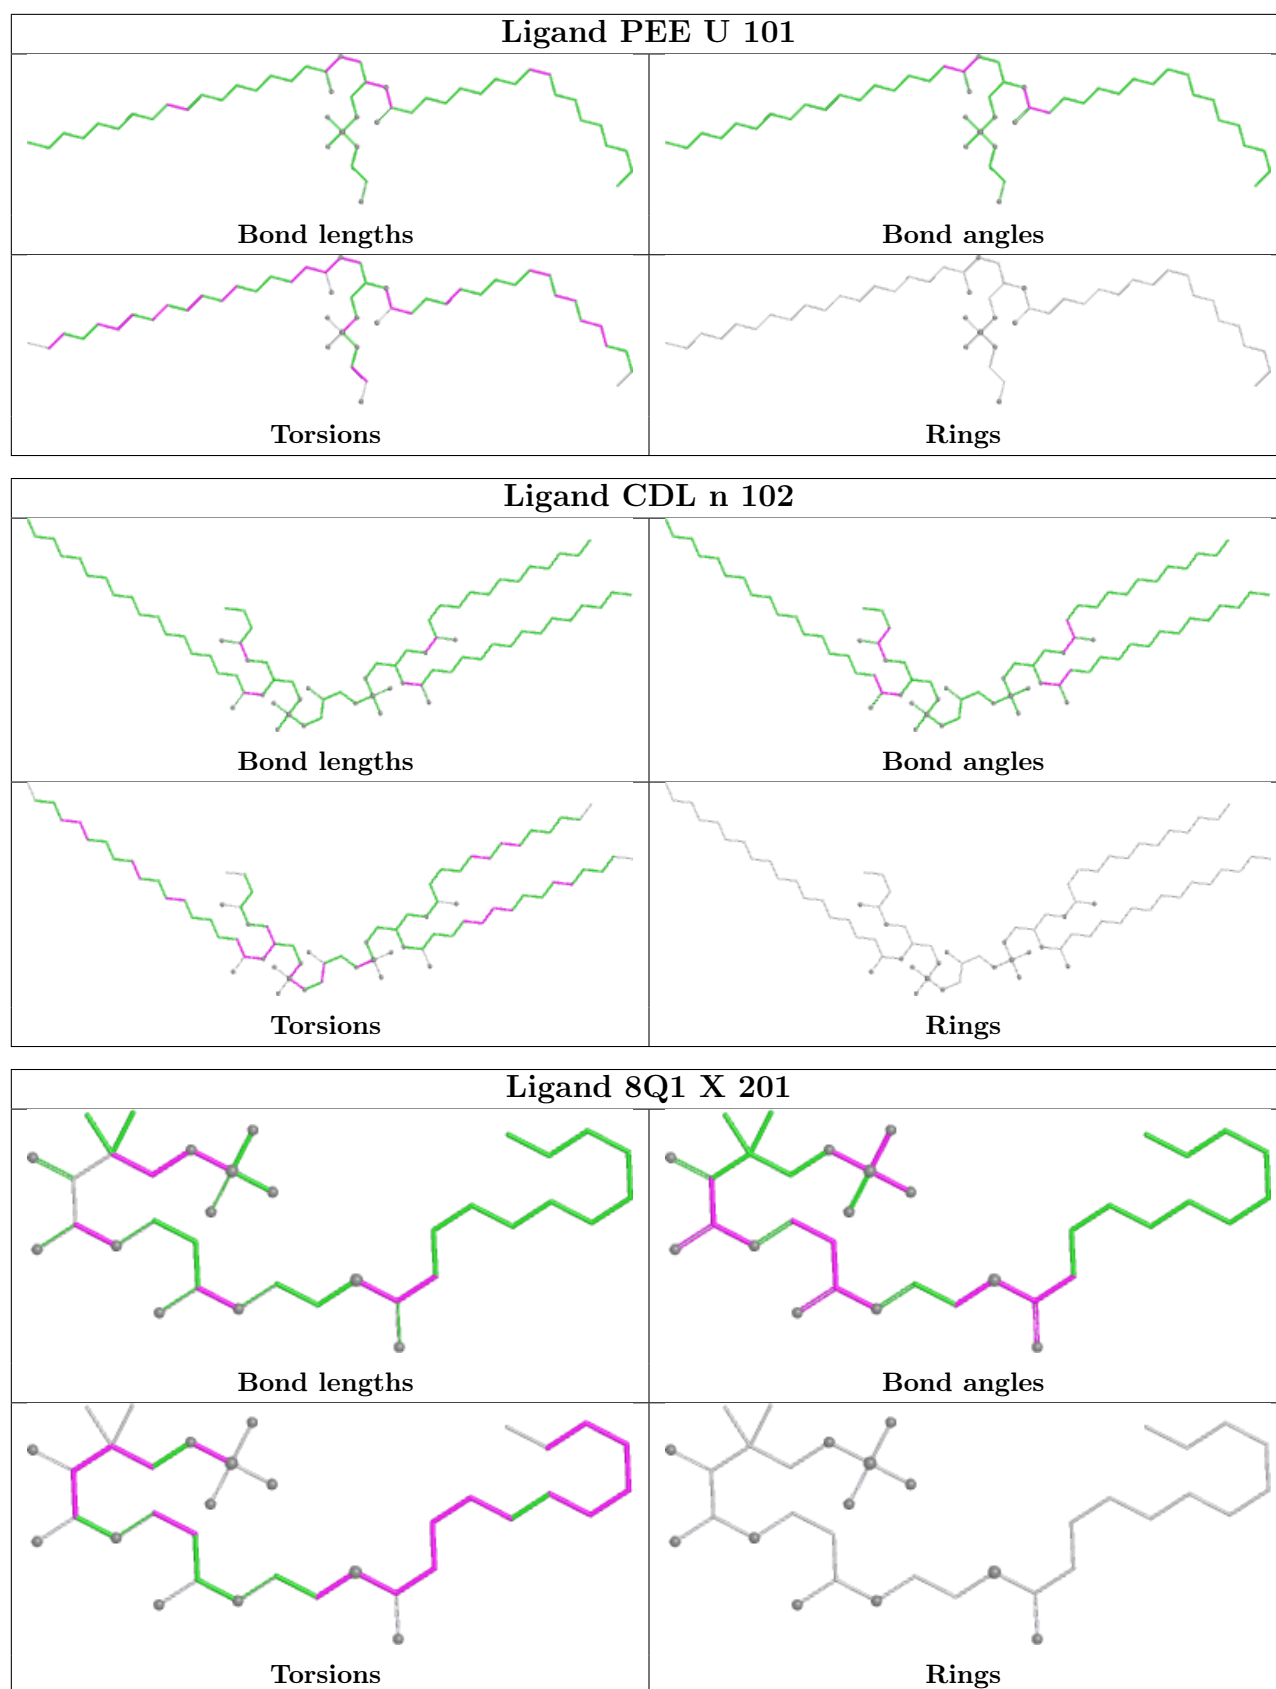 Ligand PEE U 101
Bond lengths
Bond angles
Torsions
Rings
Ligand CDL n 102
Bond lengths
Bond angles
Torsions
Rings
Ligand 8Q1 X 201
Bond lengths
Bond angles
Torsions
Rings